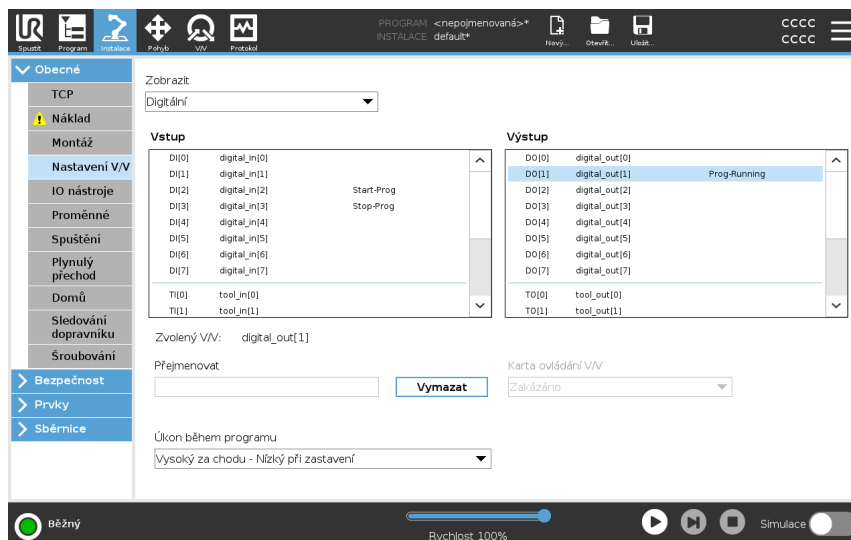 UR
Spustit Program Instalace Pohyb V/V Protokol
PROGRAM <nepojmenovaná>*
INSTALACE default*
Nový... Otevřít... Uložit...
cccc
cccc
Obecné
TCP
Náklad
Montáž
Nastavení V/V
IO nástroje
Proměnné
Spuštění
Plynulý
přechod
Domů
Sledování
dopravníku
Šroubování
Bezpečnost
Prvky
Sběrnice
Zobrazit
Digitální
Vstup
DI[0] digital_in[0]
DI[1] digital_in[1]
DI[2] digital_in[2] Start-Prog
DI[3] digital_in[3] Stop-Prog
DI[4] digital_in[4]
DI[5] digital_in[5]
DI[6] digital_in[6]
DI[7] digital_in[7]
TI[0] tool_in[0]
TI[1] tool_in[1]
Výstup
DO[0] digital_out[0]
DO[1] digital_out[1] Prog-Running
DO[2] digital_out[2]
DO[3] digital_out[3]
DO[4] digital_out[4]
DO[5] digital_out[5]
DO[6] digital_out[6]
DO[7] digital_out[7]
TO[0] tool_out[0]
TO[1] tool_out[1]
Zvolený V/V: digital_out[1]
Přejmenovat
Vymazat
Karta ovládání V/V
Zakázáno
Úkon během programu
Vysoký za chodu - Nízký při zastavení
Běžný
Rychlost 100%
Simulace